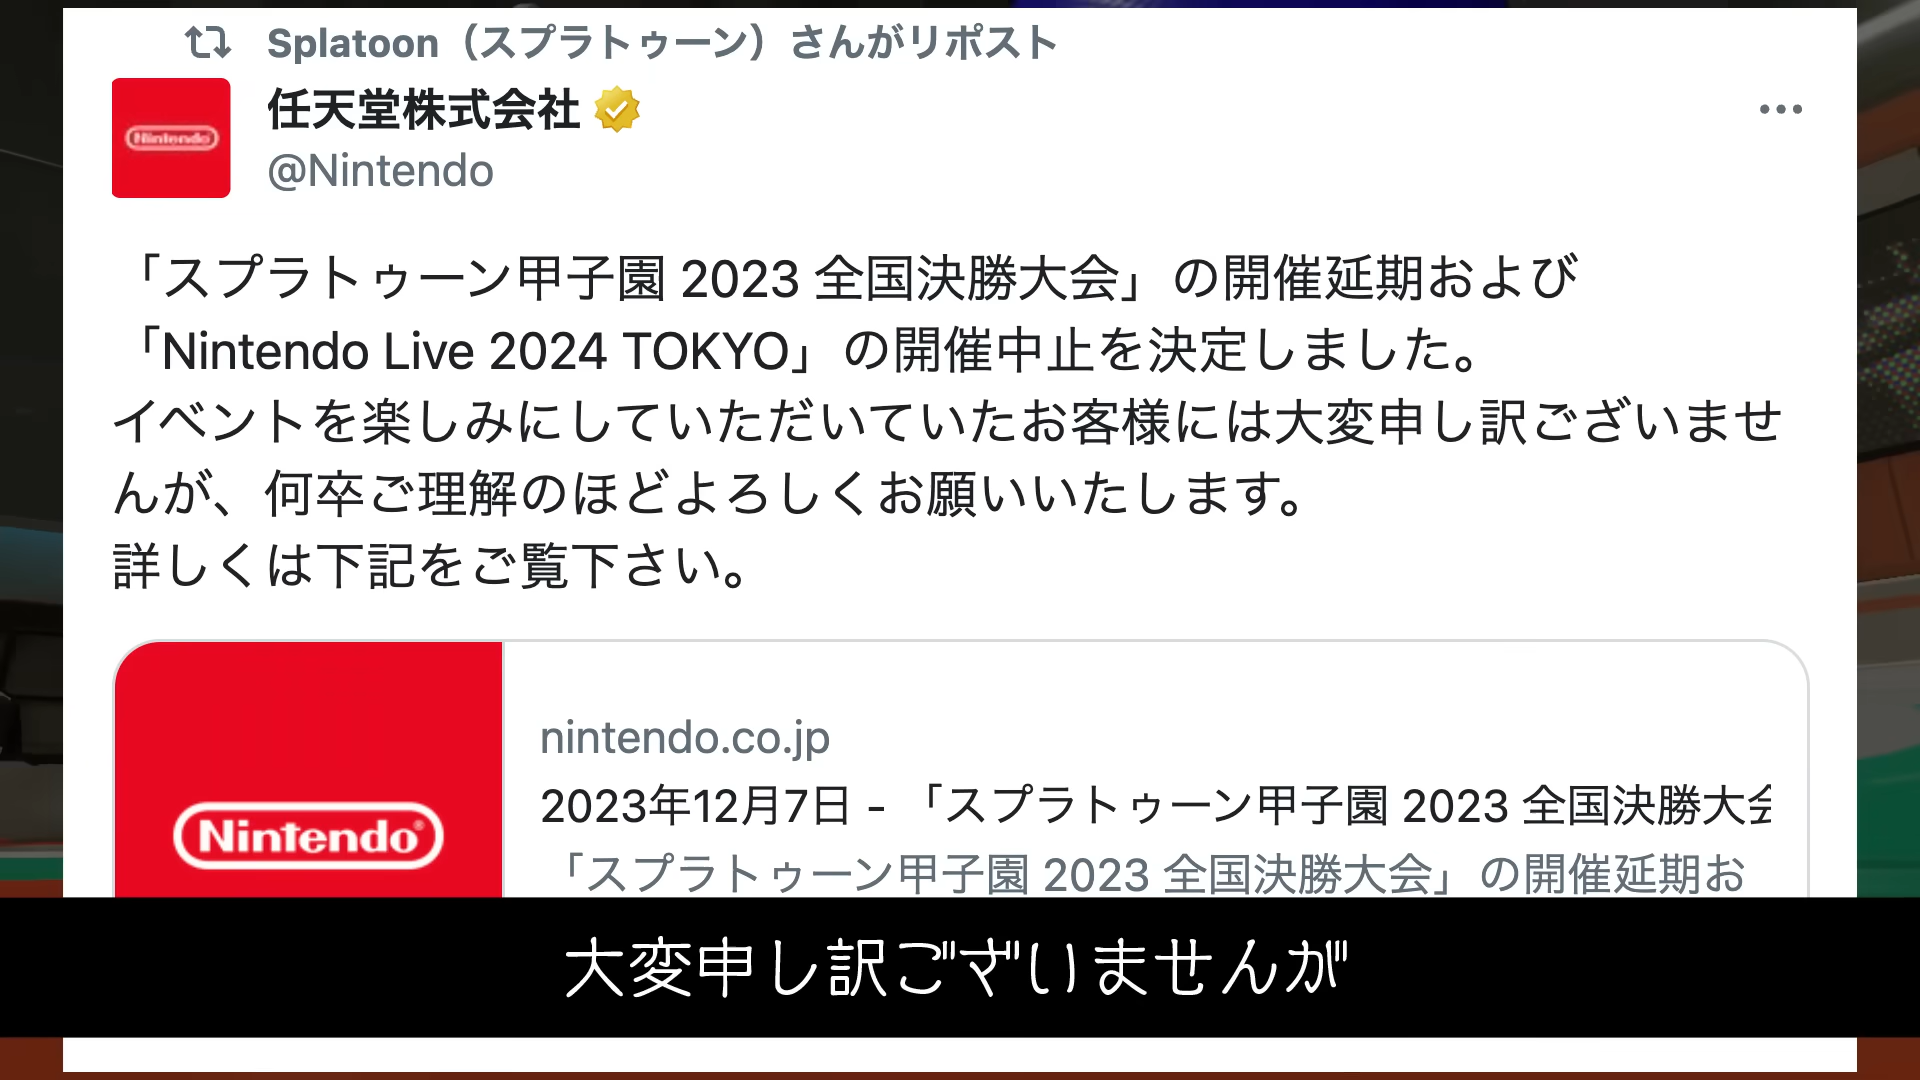 Splatoon（スプラトゥーン）さんがリポスト
任天堂株式会社
@Nintendo
Nintendo
「スプラトゥーン甲子園 2023 全国決勝大会」の開催延期および
「Nintendo Live 2024 TOKYO」の開催中止を決定しました。
イベントを楽しみにしていただいていたお客様には大変申し訳ございませ
んが、何卒ご理解のほどよろしくお願いいたします。
詳しくは下記をご覧下さい。
nintendo.co.jp
2023年12月7日 - 「スプラトゥーン甲子園 2023 全国決勝大会
「スプラトゥーン甲子園 2023 全国決勝大会」の開催延期お
Nintendo®
大変申し訳ございませんが